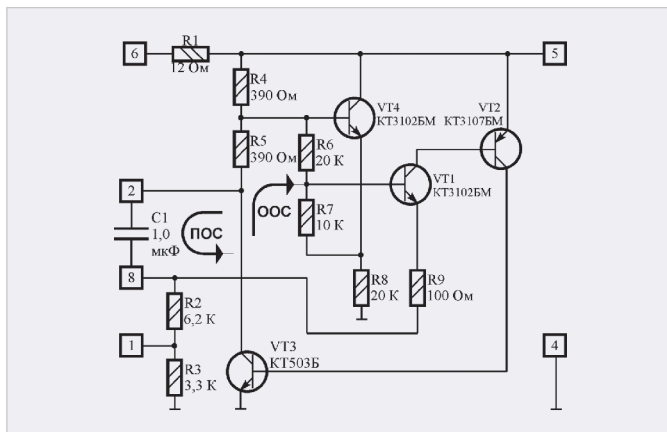 6
R1
12 Ом
5
R4
390 Ом
VT4
КТ3102БМ
VT2
КТ3107БМ
R5
390 Ом
R6
20 К
2
ООС
VT1
КТ3102БМ
C1
1,0
мкФ
ПОС
R7
10 К
8
R2
6,2 К
R8
20 К
R9
100 Ом
1
VT3
КТ503Б
4
R3
3,3 К